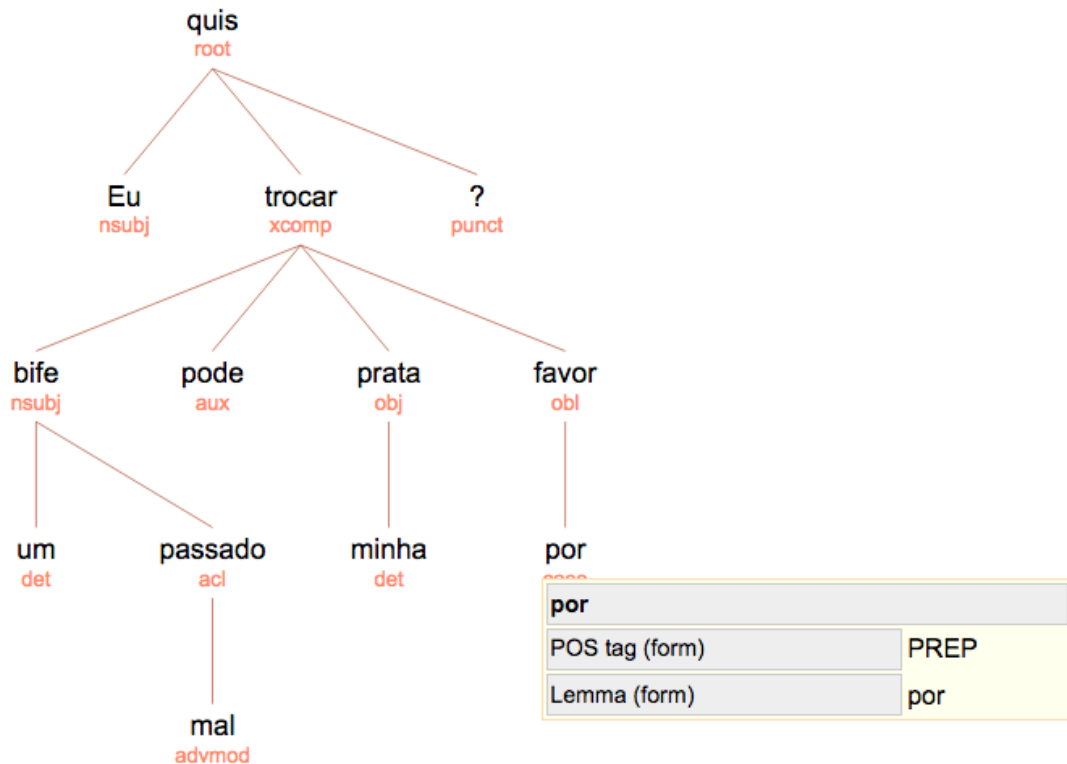 quis
root
Eu trocar ?
nsubj xcomp punct
bife pode prata favor
nsubj aux obj obl
um passado minha por
det acl det
por
POS tag (form) PREP
Lemma (form) por
mal
advmod